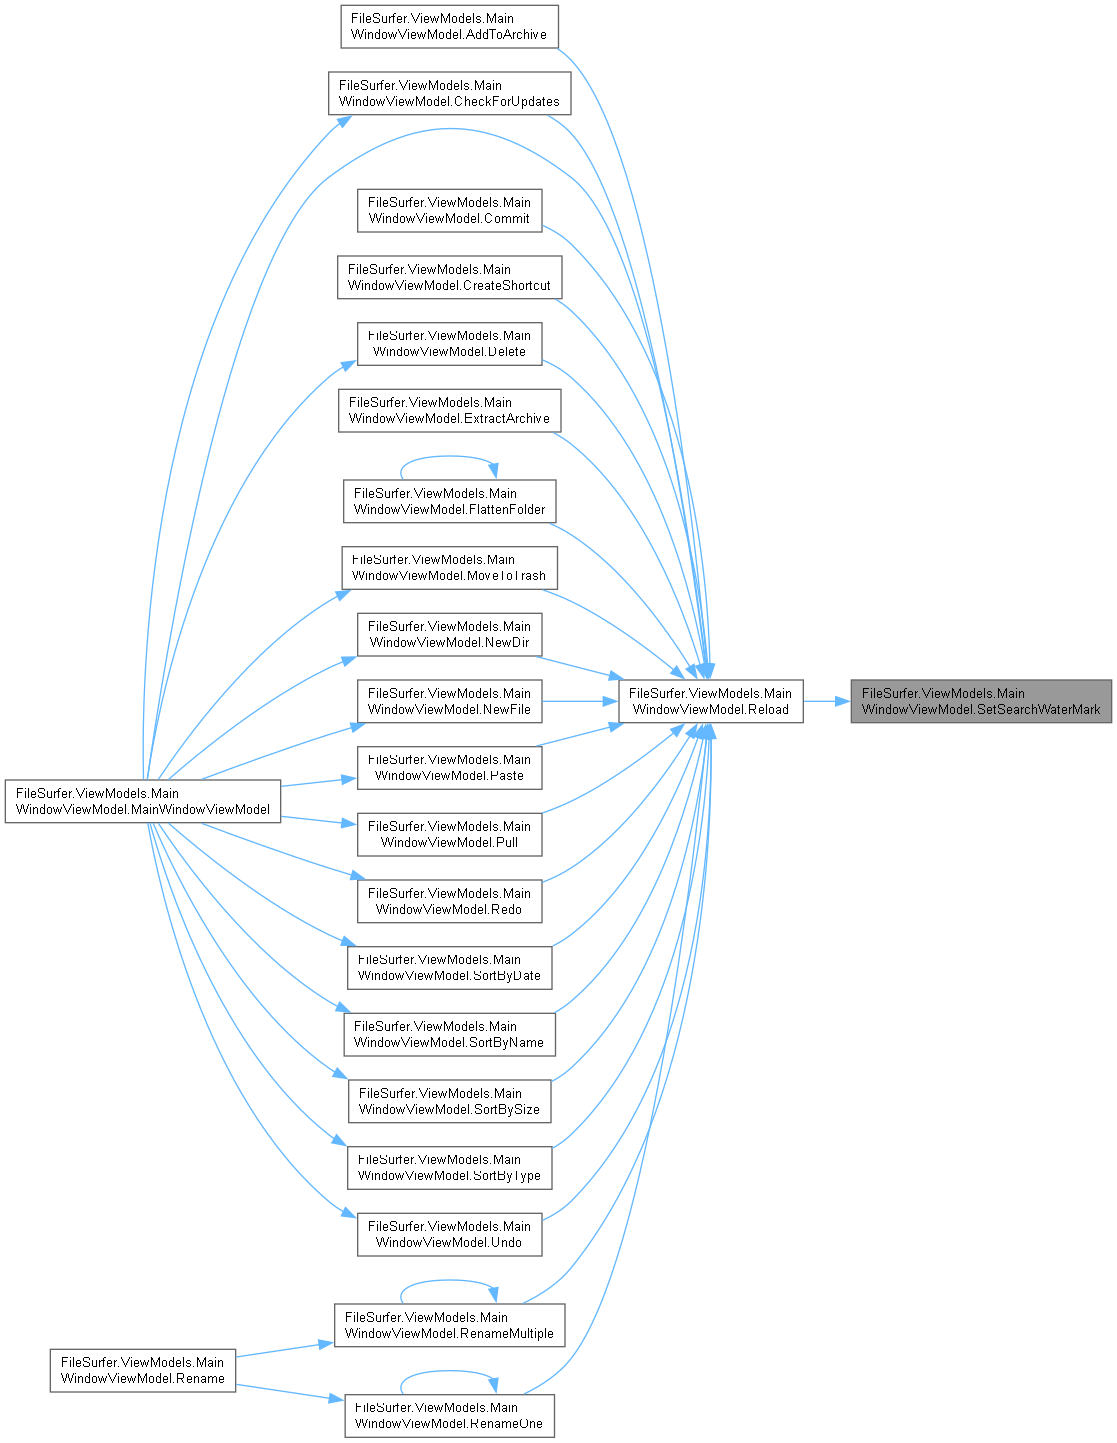 FileSurfer.ViewModels.Main
WindowViewModel.AddToArchive
FileSurfer.ViewModels.Main
WindowViewModel.CheckForUpdates
FileSurfer.ViewModels.Main
WindowViewModel.Commit
FileSurfer.ViewModels.Main
WindowViewModel.CreateShortcut
FileSurfer.ViewModels.Main
WindowViewModel.Delete
FileSurfer.ViewModels.Main
WindowViewModel.ExtractArchive
FileSurfer.ViewModels.Main
WindowViewModel.FlattenFolder
FileSurfer.ViewModels.Main
WindowViewModel.MoveToTrash
FileSurfer.ViewModels.Main
WindowViewModel.NewDir
FileSurfer.ViewModels.Main
WindowViewModel.NewFile
FileSurfer.ViewModels.Main
WindowViewModel.Reload
FileSurfer.ViewModels.Main
WindowViewModel.SetSearchWaterMark
FileSurfer.ViewModels.Main
WindowViewModel.Paste
FileSurfer.ViewModels.Main
WindowViewModel.MainWindowViewModel
FileSurfer.ViewModels.Main
WindowViewModel.Pull
FileSurfer.ViewModels.Main
WindowViewModel.Redo
FileSurfer.ViewModels.Main
WindowViewModel.SortByDate
FileSurfer.ViewModels.Main
WindowViewModel.SortByName
FileSurfer.ViewModels.Main
WindowViewModel.SortBySize
FileSurfer.ViewModels.Main
WindowViewModel.SortByType
FileSurfer.ViewModels.Main
WindowViewModel.Undo
FileSurfer.ViewModels.Main
WindowViewModel.RenameMultiple
FileSurfer.ViewModels.Main
WindowViewModel.Rename
FileSurfer.ViewModels.Main
WindowViewModel.RenameOne